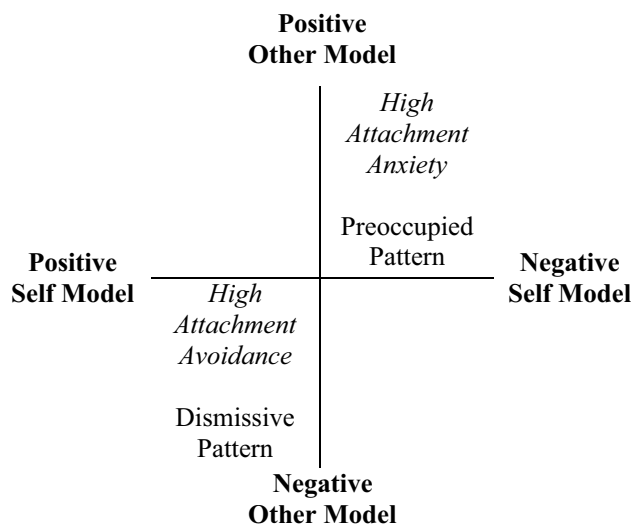 Positive
Other Model
High
Attachment
Anxiety
Preoccupied
Pattern
Positive
Self Model
Negative
Self Model
High
Attachment
Avoidance
Dismissive
Pattern
Negative
Other Model